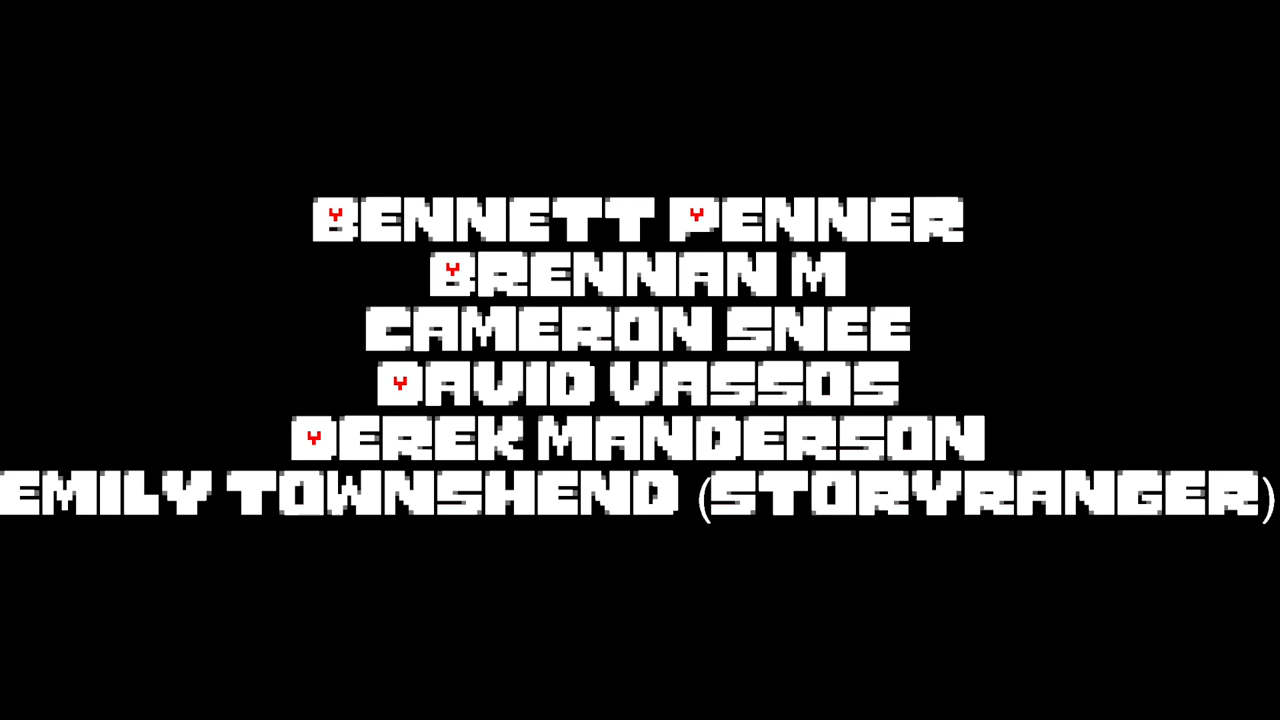 BENNETT PENNER
BRENNAN M
CAMERON SNEE
DAVID VASSOS
DEREK MANDERSON
EMILY TOWNSHEND (STORYRANGER)